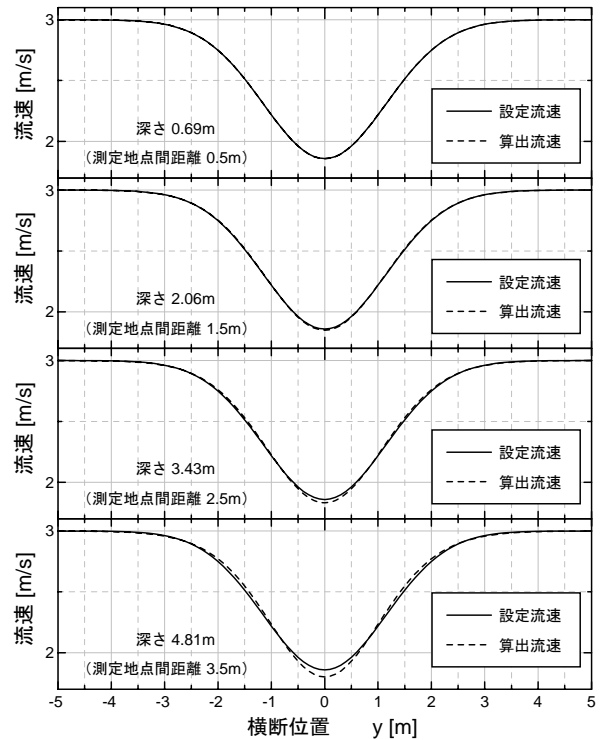 3
2
流速 [m/s]
深さ 0.69m
（測定地点間距離 0.5m）
設定流速
算出流速
3
2
流速 [m/s]
深さ 2.06m
（測定地点間距離 1.5m）
設定流速
算出流速
3
2
流速 [m/s]
深さ 3.43m
（測定地点間距離 2.5m）
設定流速
算出流速
3
2
流速 [m/s]
深さ 4.81m
（測定地点間距離 3.5m）
設定流速
算出流速
-5 -4 -3 -2 -1 0 1 2 3 4 5
横断位置 y [m]